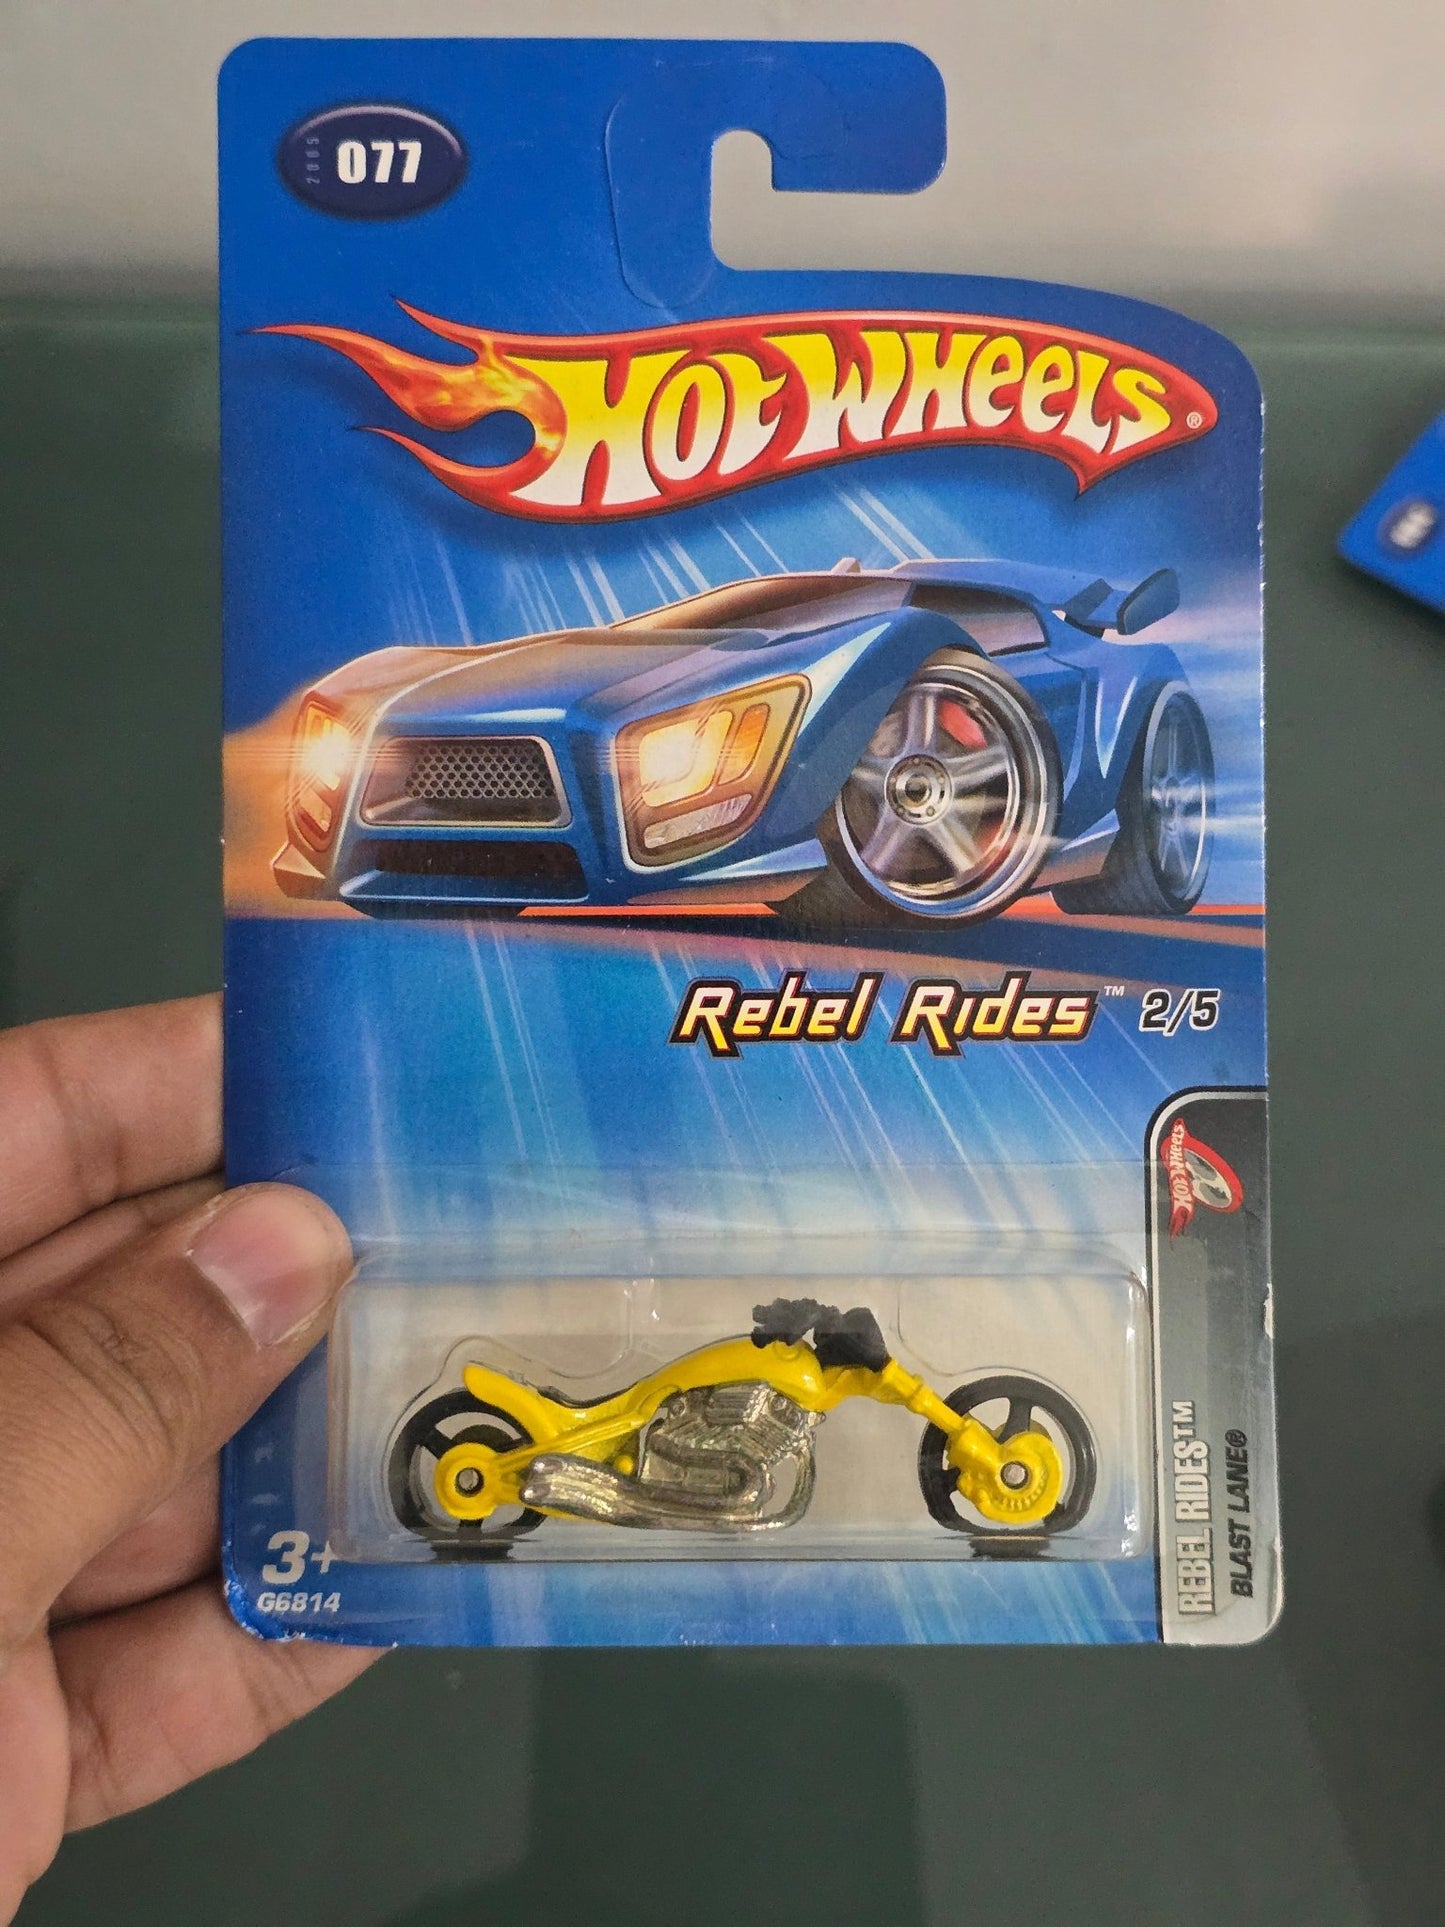 2005
077
HOT WHEELS®
Rebel Rides™ 2/5
HOT WHEELS
REBEL RIDES™
BLAST LANE®
3+
G6814